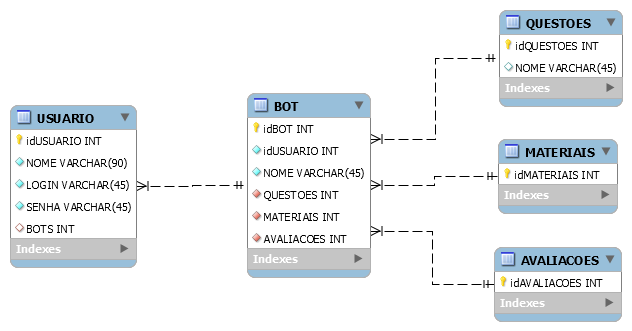 USUARIO
idUSUARIO INT
NOME VARCHAR(90)
LOGIN VARCHAR(45)
SENHA VARCHAR(45)
BOTS INT
Indexes
BOT
idBOT INT
idUSUARIO INT
NOME VARCHAR(45)
QUESTOES INT
MATERIAIS INT
AVALIACOES INT
Indexes
QUESTOES
idQUESTOES INT
NOME VARCHAR(45)
Indexes
MATERIAIS
idMATERIAIS INT
Indexes
AVALIACOES
idAVALIACOES INT
Indexes